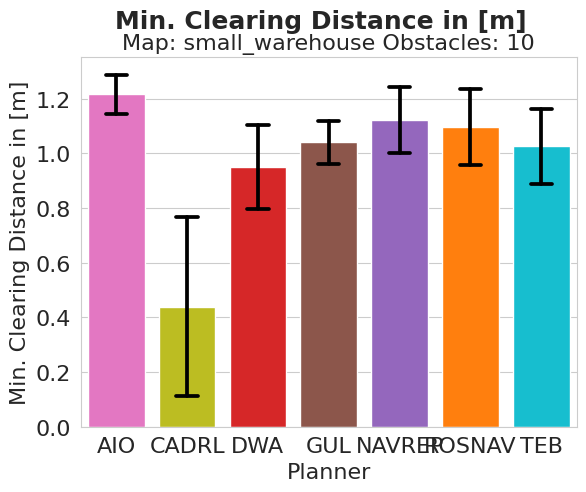 Min. Clearing Distance in [m]
Map: small_warehouse Obstacles: 10
Min. Clearing Distance in [m]
1.2
1.0
0.8
0.6
0.4
0.2
0.0
AIO CADRL DWA GUL NAVREP ROSNAV TEB
Planner